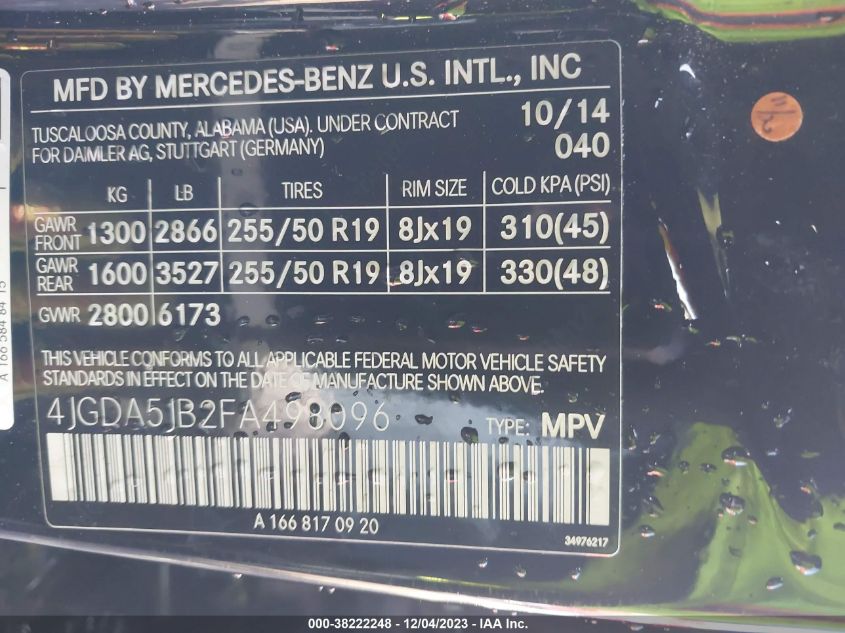 MFD BY MERCEDES-BENZ U.S. INTL., INC
TUSCALOOSA COUNTY, ALABAMA (USA). UNDER CONTRACT
FOR DAIMLER AG, STUTTGART (GERMANY)
10/14
040
KG LB TIRES RIM SIZE COLD KPA (PSI)
GAWR FRONT 1300 2866 255/50 R19 8Jx19 310(45)
GAWR REAR 1600 3527 255/50 R19 8Jx19 330(48)
GVWR 2800 6173
THIS VEHICLE CONFORMS TO ALL APPLICABLE FEDERAL MOTOR VEHICLE SAFETY
STANDARDS IN EFFECT ON THE DATE OF MANUFACTURE SHOWN ABOVE.
4JGDA5JB2FA498096 TYPE: MPV
A 166 817 09 20
34976217
A 166 584 84 15
000-38222248 - 12/04/2023 - IAA Inc.